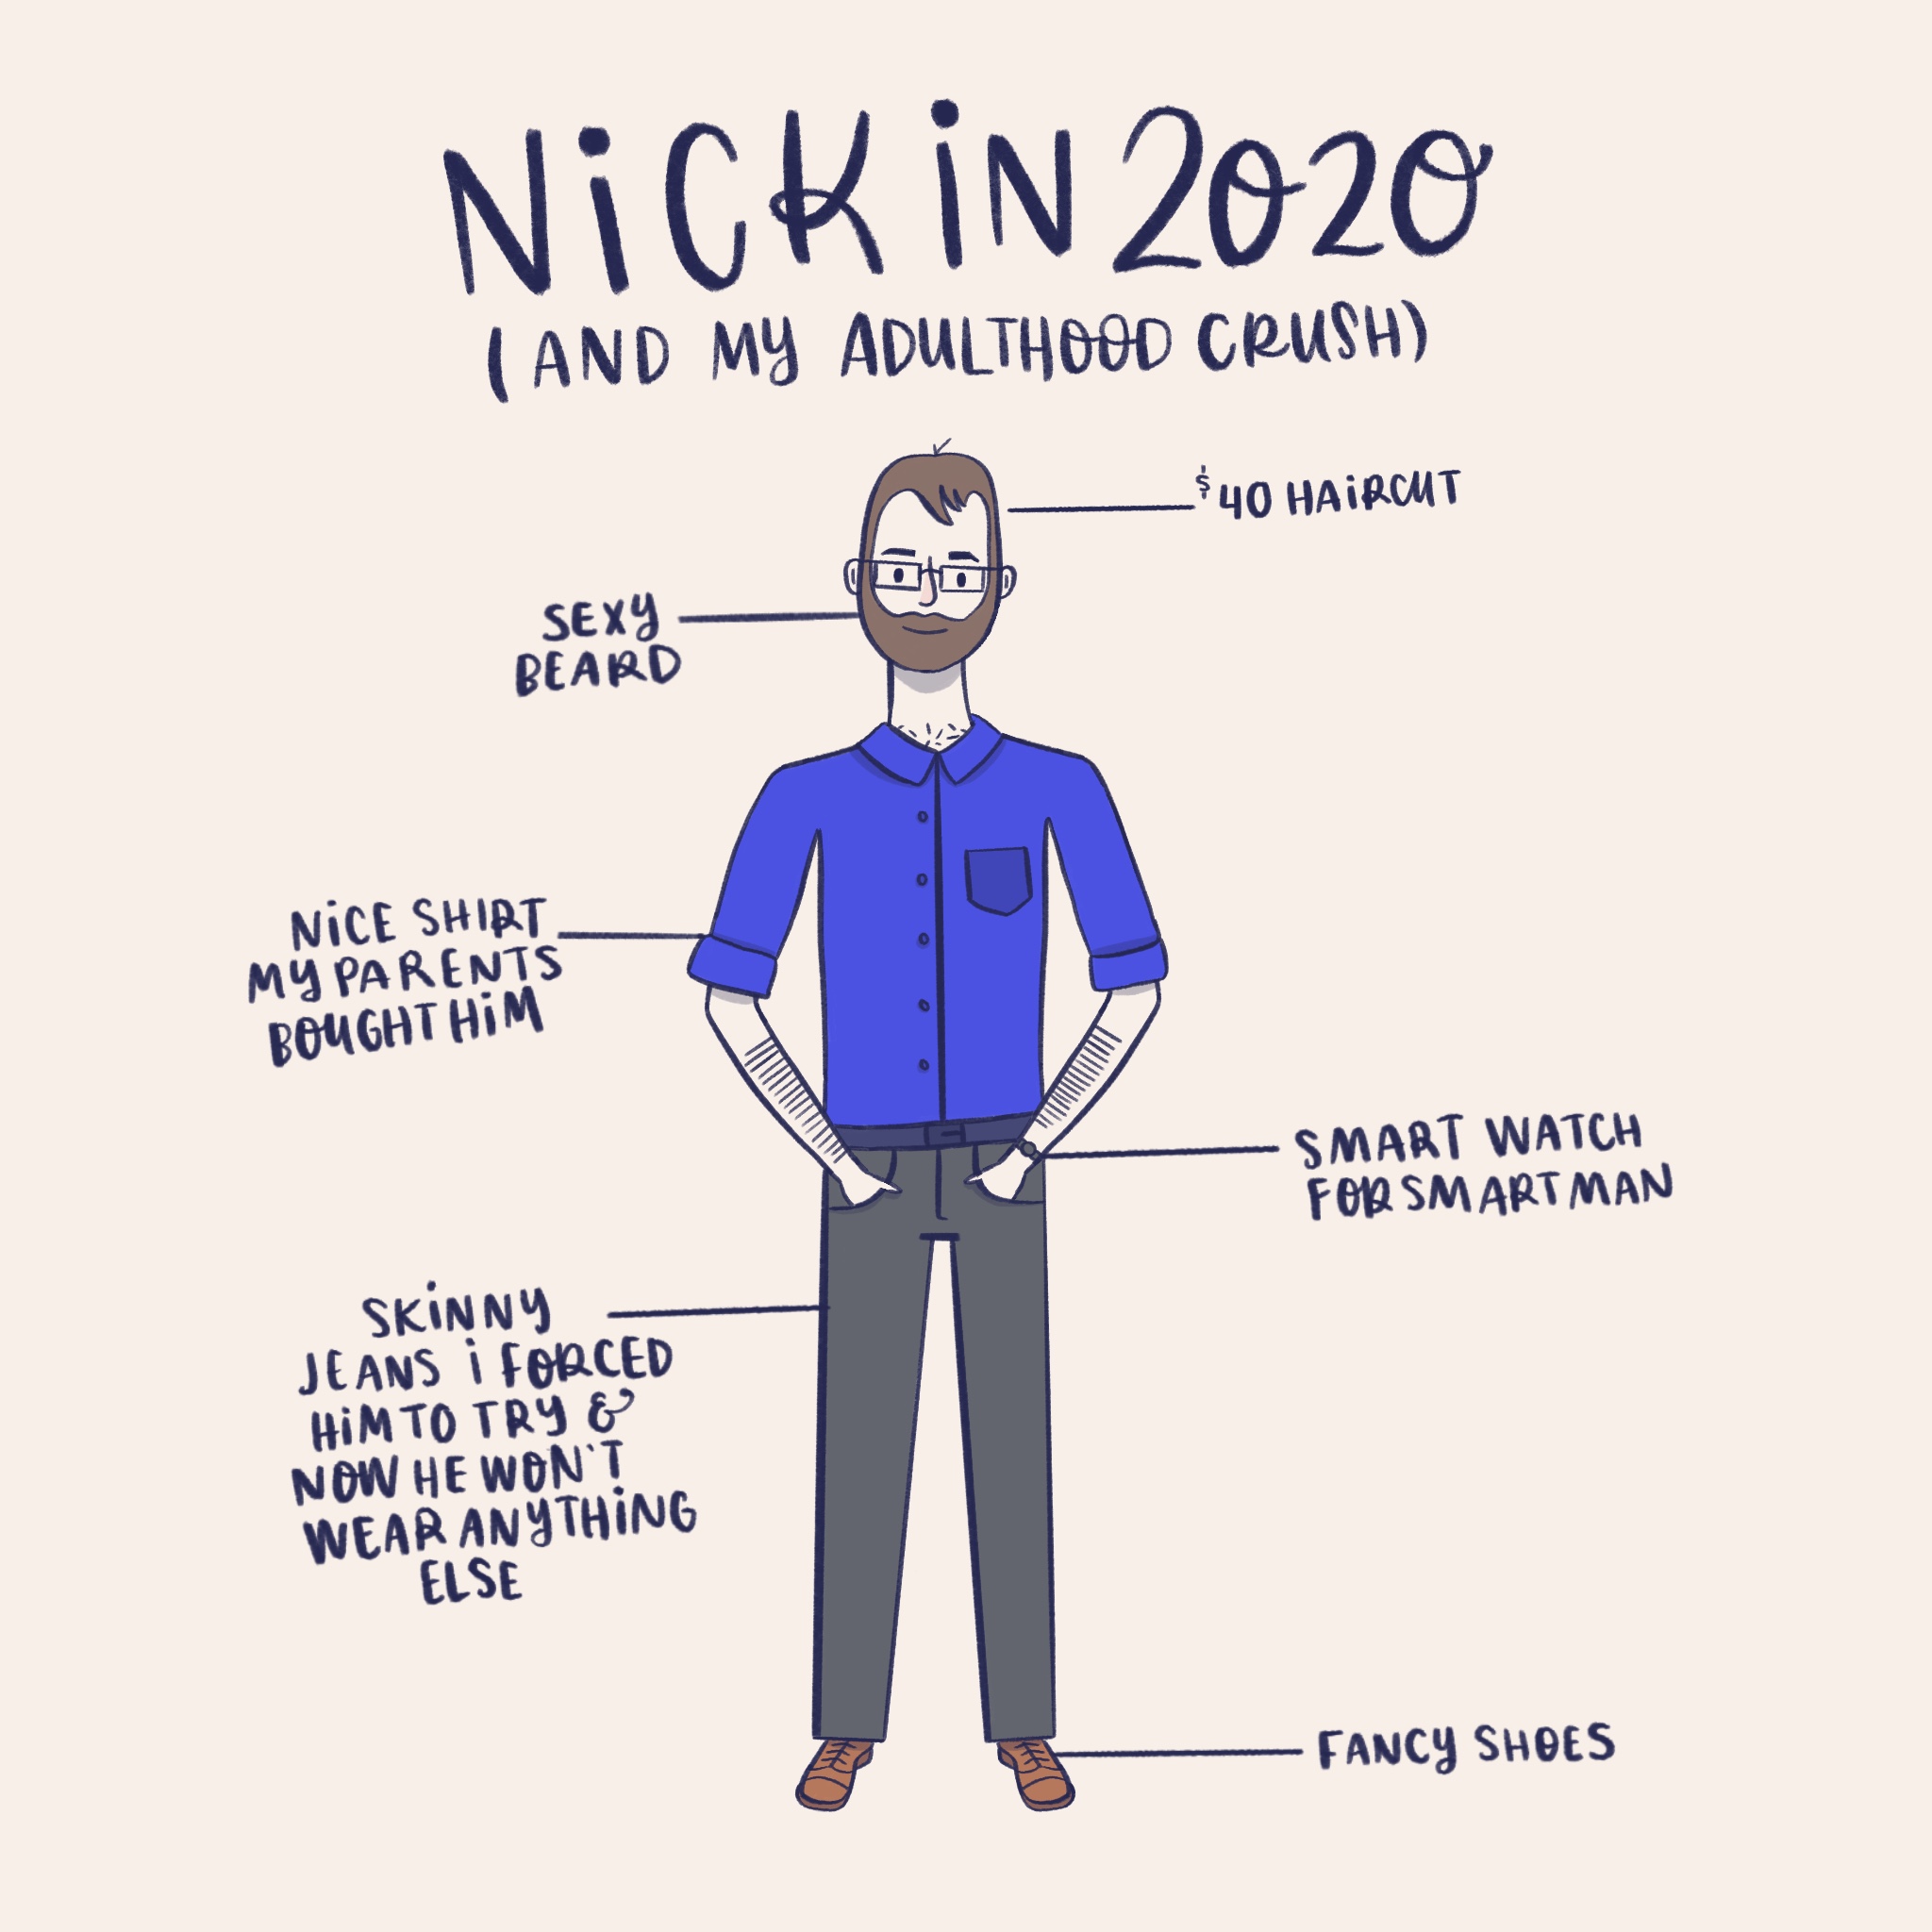 NiCK iN 2020
(AND MY ADULTHOOD CRUSH)
$40 HAiRCUT
SEXY
BEARD
NiCE SHIRT
MY PARENTS
BOUGHT HiM
SMART WATCH
FOR SMART MAN
SKiNNY
JEANS i FORCED
HiM TO TRY &
NOW HE WON'T
WEAR ANYTHiNG
ELSE
FANCY SHOES